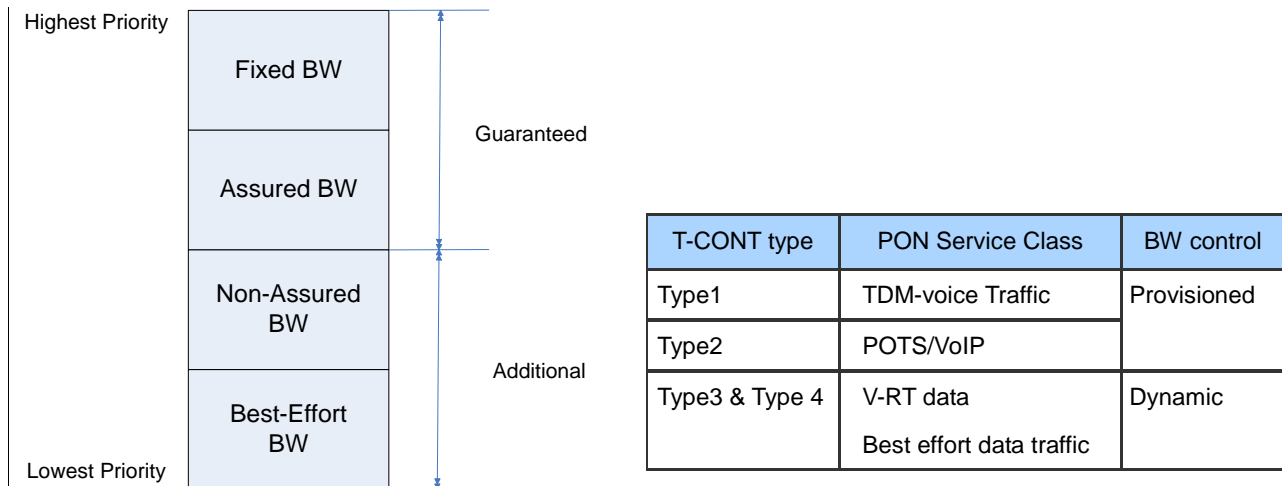 Highest Priority
Fixed BW
Guaranteed
Assured BW
Non-Assured
BW
Additional
Best-Effort
BW
Lowest Priority
T-CONT type PON Service Class BW control
Type1 TDM-voice Traffic Provisioned
Type2 POTS/VoIP
Type3 & Type 4 V-RT data Dynamic
Best effort data traffic